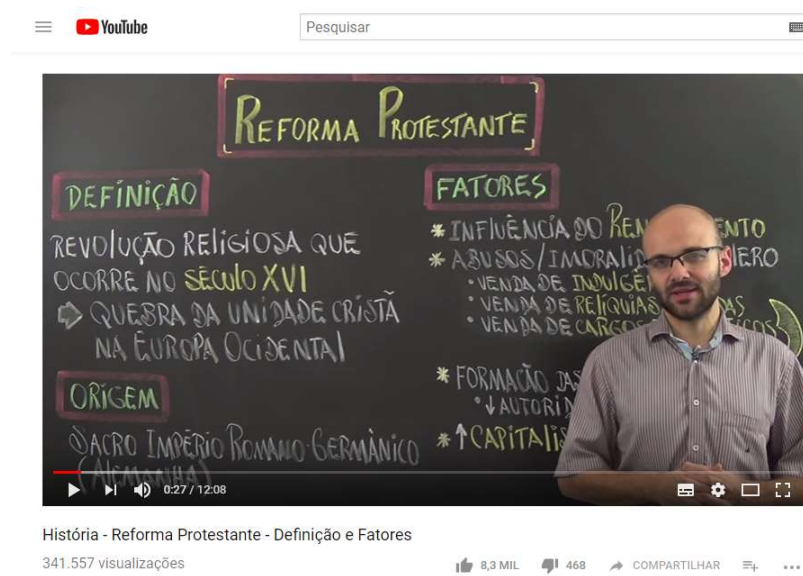 YouTube
Pesquisar
REFORMA PROTESTANTE
DEFINIÇÃO
REVOLUÇÃO RELIGIOSA QUE
OCORRE NO SÉCULO XVI
QUEBRA DA UNIDADE CRISTÃ
NA EUROPA OCIDENTAL
ORIGEM
SACRO IMPÉRIO ROMANO-GERMÂNICO
(ALEMANHA)
FATORES
* INFLUÊNCIA DO
* ABUSOS/
• VENDA DE
• VENDA DE RELÍQUIAS
• VENDA DE
* FORMAÇÃO DAS
• ↓
* ↑
0:27 / 12:08
História - Reforma Protestante - Definição e Fatores
341.557 visualizações
8,3 MIL
468
COMPARTILHAR